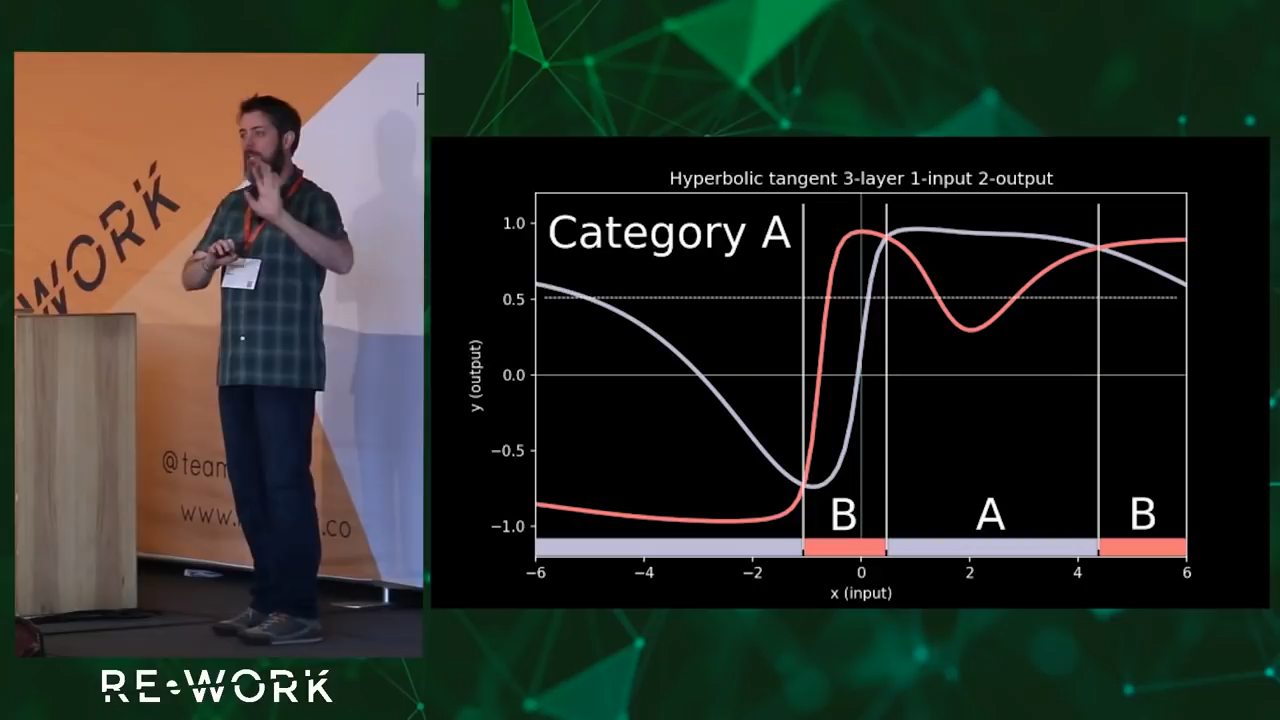 H
WORK
@team
www.
.co
RE•WORK
Hyperbolic tangent 3-layer 1-input 2-output
Category A
B
A
B
1.0
0.5
0.0
−0.5
−1.0
y (output)
−6
−4
−2
0
2
4
6
x (input)